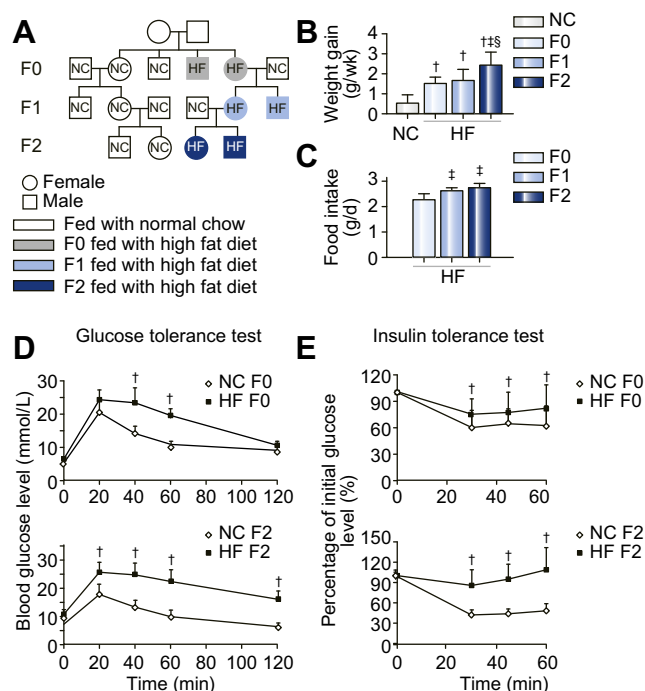 A
F0
NC
NC
NC
HF
HF
NC
F1
NC
NC
NC
NC
HF
HF
F2
NC
NC
HF
HF
Female
Male
Fed with normal chow
F0 fed with high fat diet
F1 fed with high fat diet
F2 fed with high fat diet
B
Weight gain
(g/wk)
4
3
2
1
0
†
†
†‡§
NC
HF
NC
F0
F1
F2
C
Food intake
(g/d)
3
2
1
0
‡
‡
HF
F0
F1
F2
D
Glucose tolerance test
Blood glucose level (mmol/L)
30
20
10
0
†
†
NC F0
HF F0
0 20 40 60 80 100 120
30
25
20
15
10
0
†
†
†
†
NC F2
HF F2
0 20 40 60 80 100 120
Time (min)
E
Insulin tolerance test
Percentage of initial glucose
level (%)
120
90
60
30
0
†
†
†
NC F0
HF F0
0 20 40 60
150
100
90
60
30
0
†
†
†
NC F2
HF F2
0 20 40 60
Time (min)